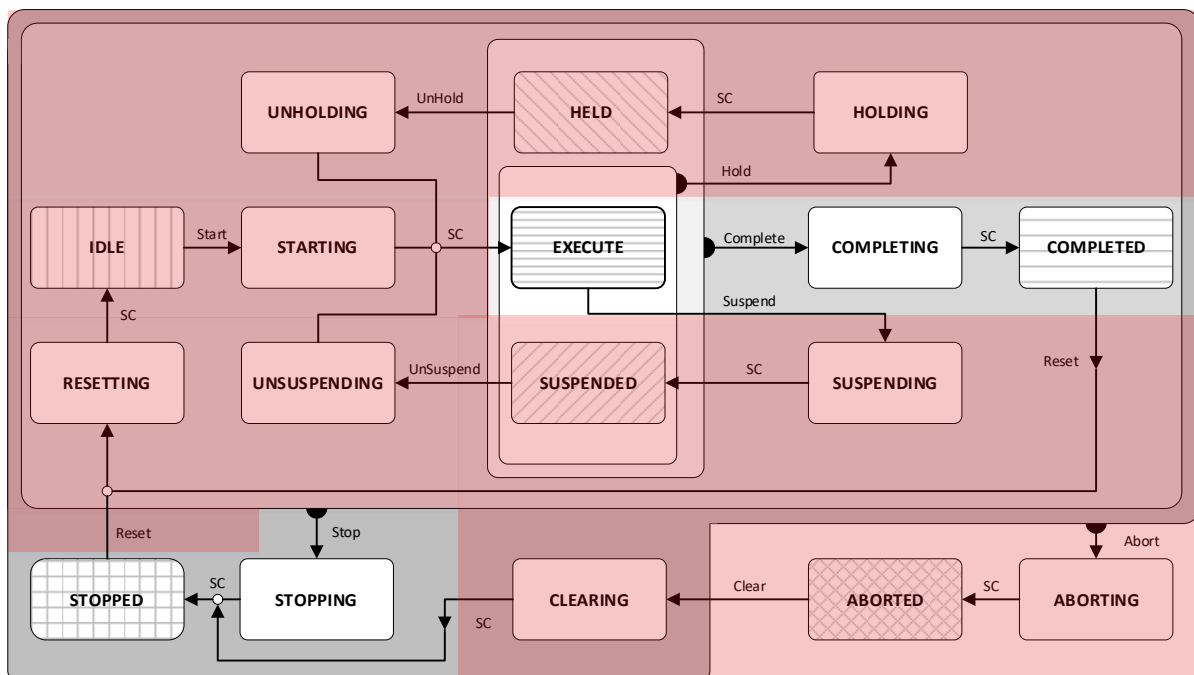 UNHOLDING
UnHold
HELD
SC
HOLDING
Hold
IDLE
Start
STARTING
SC
EXECUTE
Complete
COMPLETING
SC
COMPLETED
SC
Suspend
RESETTING
UNSUSPENDING
UnSuspend
SUSPENDED
SC
SUSPENDING
Reset
Reset
Stop
Abort
STOPPED
SC
STOPPING
SC
CLEARING
Clear
ABORTED
SC
ABORTING